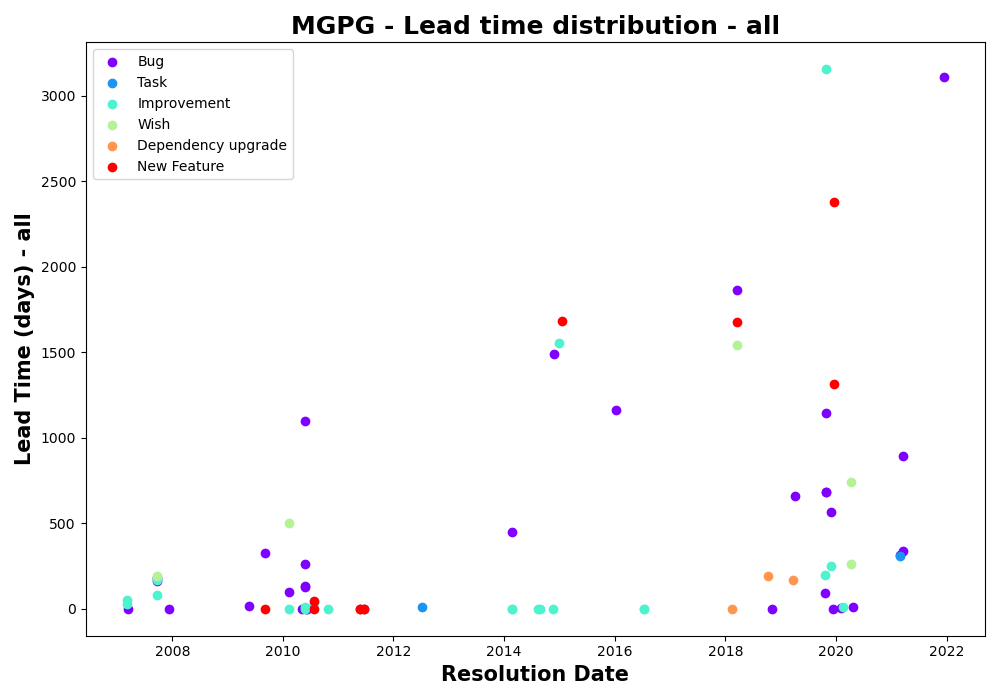 MGPG - Lead time distribution - all
Bug
Task
Improvement
Wish
Dependency upgrade
New Feature
Lead Time (days) - all
3000
2500
2000
1500
1000
500
0
2008 2010 2012 2014 2016 2018 2020 2022
Resolution Date